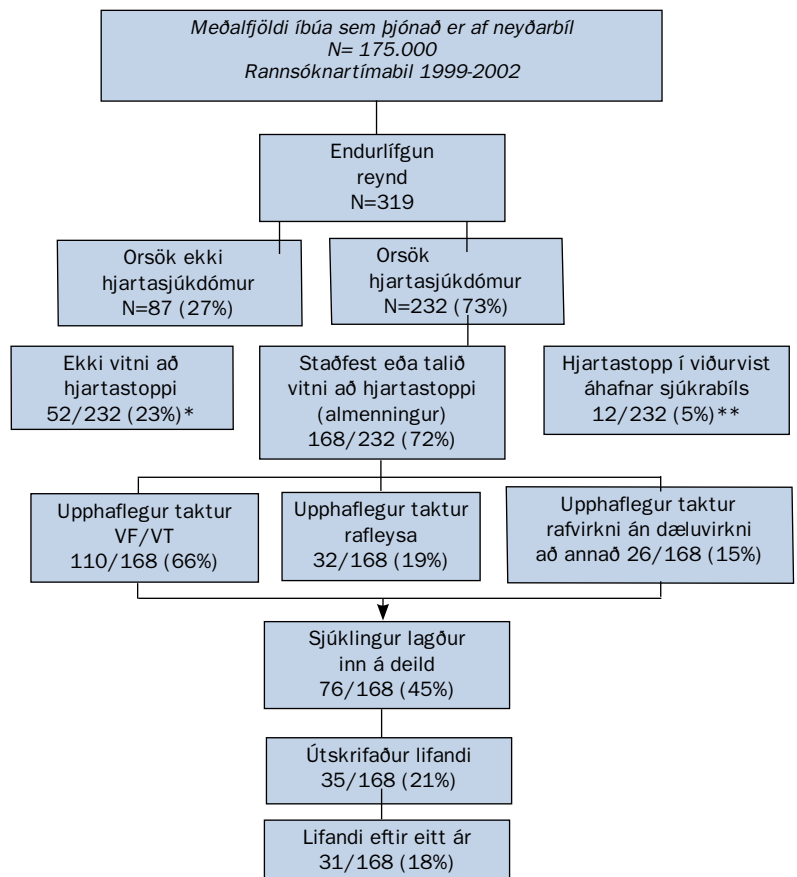 Meðalfjöldi íbúa sem þjónað er af neyðarbíl
N= 175.000
Rannsóknartímabil 1999-2002
Endurlífgun
reynd
N=319
Orsök ekki
hjartasjúkdómur
N=87 (27%)
Orsök
hjartasjúkdómur
N=232 (73%)
Ekki vitni að
hjartastoppi
52/232 (23%)*
Staðfest eða talið
vitni að hjartastoppi
(almenningur)
168/232 (72%)
Hjartastopp í viðurvist
áhafnar sjúkrabíls
12/232 (5%)**
Upphaflegur taktur
VF/VT
110/168 (66%)
Upphaflegur taktur
rafleysa
32/168 (19%)
Upphaflegur taktur
rafvirkni án dæluvirkni
að annað 26/168 (15%)
Sjúklingur lagður
inn á deild
76/168 (45%)
Útskrifaður lifandi
35/168 (21%)
Lifandi eftir eitt ár
31/168 (18%)